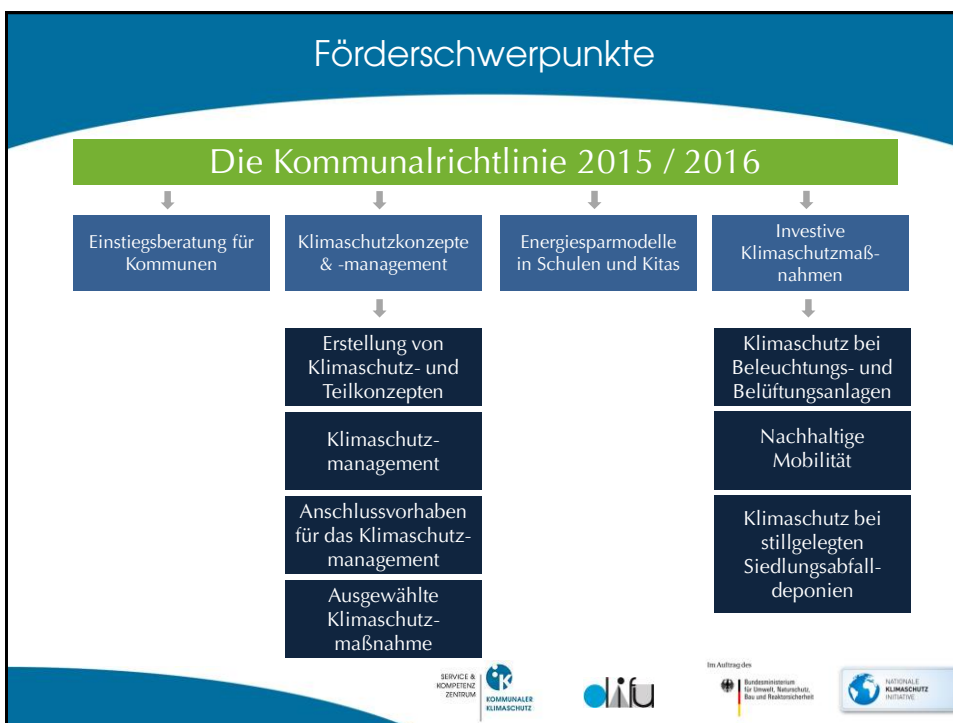 Förderschwerpunkte
Die Kommunalrichtlinie 2015 / 2016
Einstiegsberatung für
Kommunen
Klimaschutzkonzepte
& -management
Energiesparmodelle
in Schulen und Kitas
Investive
Klimaschutzmaß-
nahmen
Erstellung von
Klimaschutz- und
Teilkonzepten
Klimaschutz-
management
Anschlussvorhaben
für das Klimaschutz-
management
Ausgewählte
Klimaschutz-
maßnahme
Klimaschutz bei
Beleuchtungs- und
Belüftungsanlagen
Nachhaltige
Mobilität
Klimaschutz bei
stillgelegten
Siedlungsabfall-
deponien
SERVICE &
KOMPETENZ
ZENTRUM
K
KOMMUNALER
KLIMASCHUTZ
difu
Im Auftrag des
Bundesministerium
für Umwelt, Naturschutz,
Bau und Reaktorsicherheit
NATIONALE
KLIMASCHUTZ
INITIATIVE